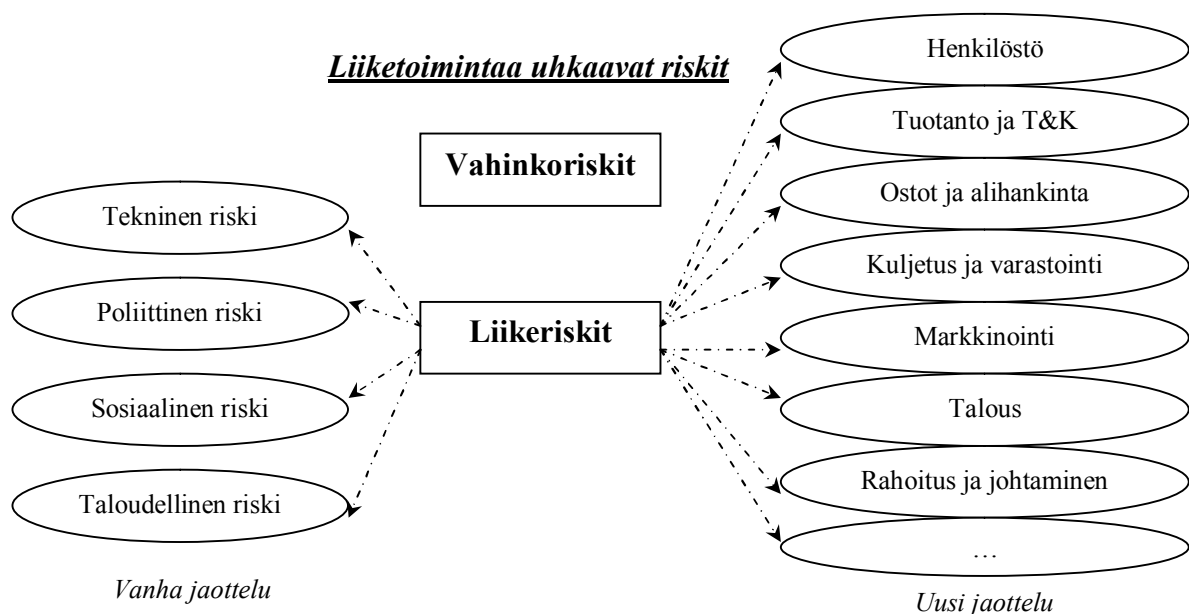 Liiketoimintaa uhkaavat riskit
Vahinkoriskit
Liikeriskit
Tekninen riski
Poliittinen riski
Sosiaalinen riski
Taloudellinen riski
Vanha jaottelu
Henkilöstö
Tuotanto ja T&K
Ostot ja alihankinta
Kuljetus ja varastointi
Markkinointi
Talous
Rahoitus ja johtaminen
…
Uusi jaottelu